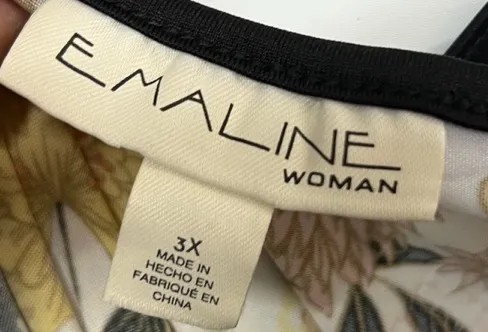 EMALINE
WOMAN
3X
MADE IN
HECHO EN
FABRIQUÉ EN
CHINA